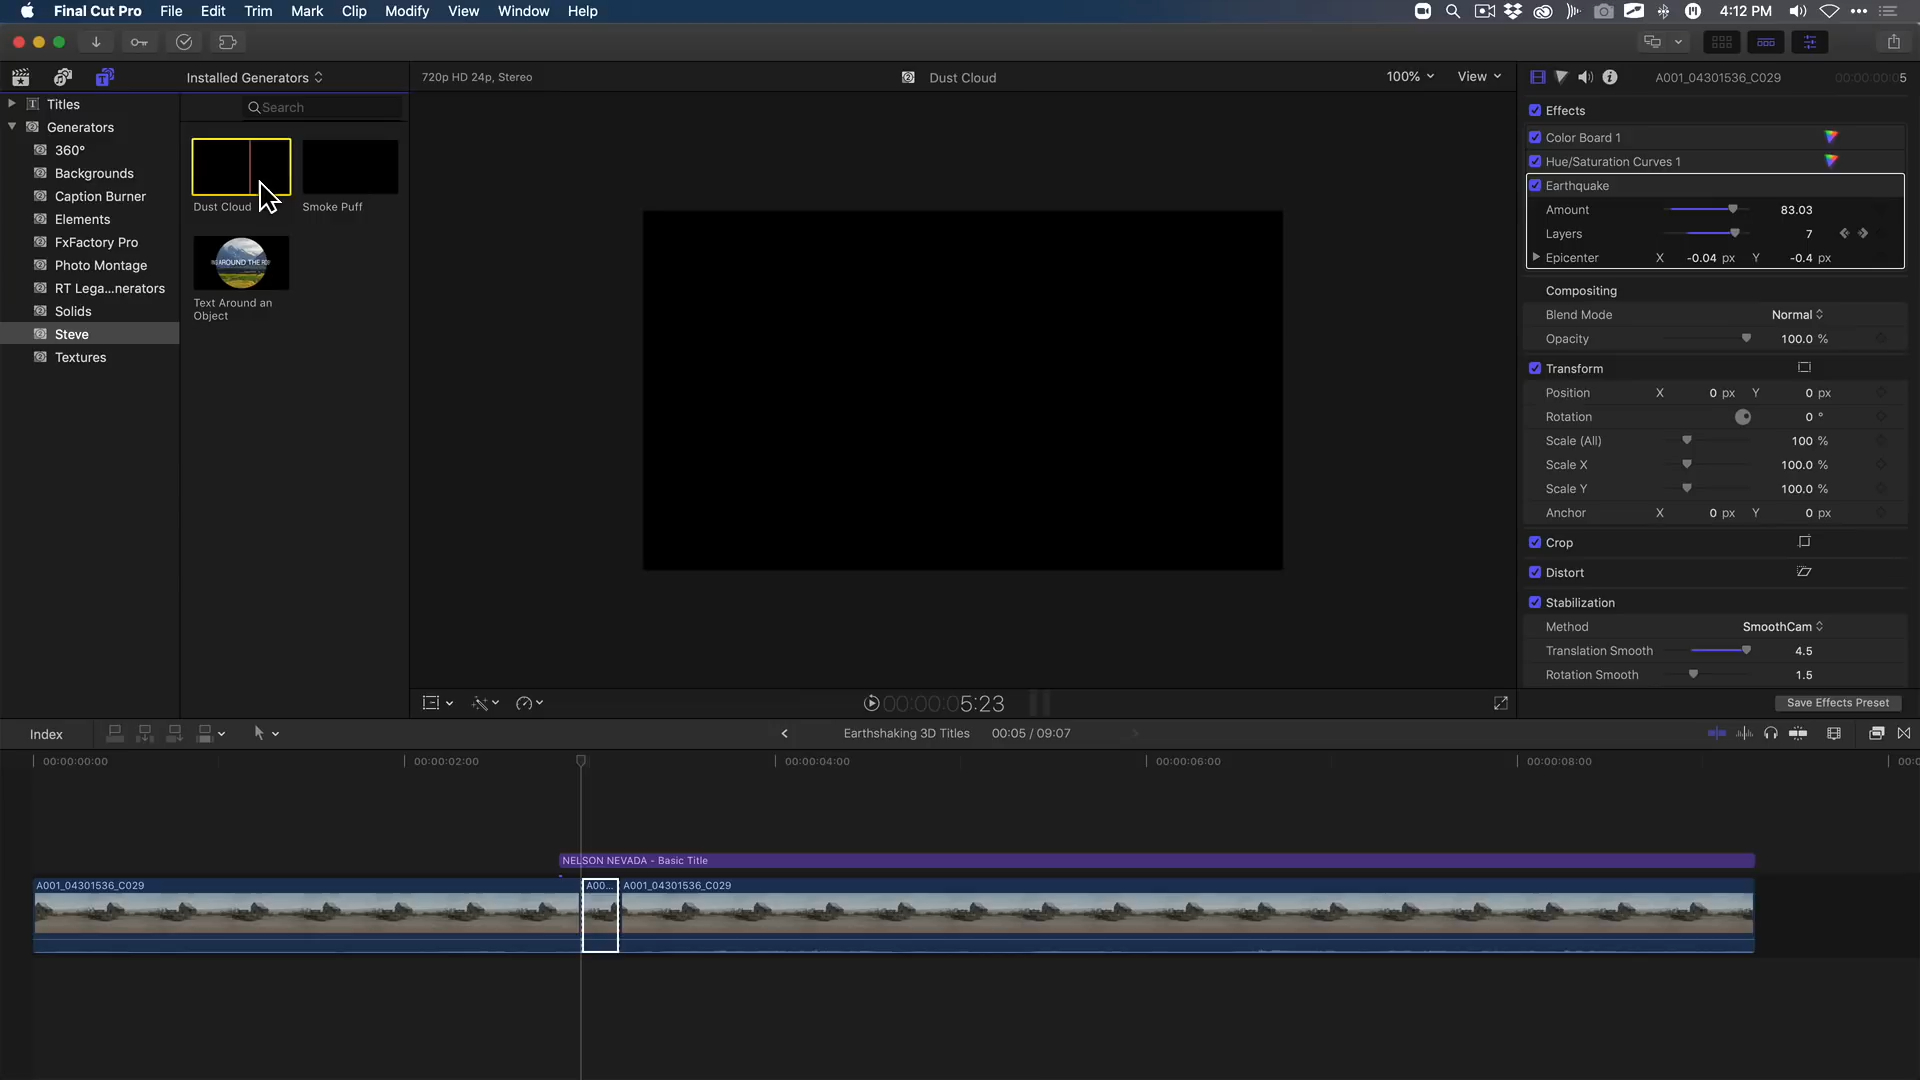 Final Cut Pro File Edit Trim Mark Clip Modify View Window Help 4:12 PM
Installed Generators
720p HD 24p, Stereo
Dust Cloud
100% View
A001_04301536_C029
5
Titles
Generators
360°
Backgrounds
Caption Burner
Elements
FxFactory Pro
Photo Montage
RT Lega...nerators
Solids
Steve
Textures
Search
Dust Cloud
Smoke Puff
Text Around an
Object
Effects
Color Board 1
Hue/Saturation Curves 1
Earthquake
Amount 83.03
Layers 7
Epicenter X -0.04 px Y -0.4 px
Compositing
Blend Mode Normal
Opacity 100.0 %
Transform
Position X 0 px Y 0 px
Rotation 0 °
Scale (All) 100 %
Scale X 100.0 %
Scale Y 100.0 %
Anchor X 0 px Y 0 px
Crop
Distort
Stabilization
Method SmoothCam
Translation Smooth 4.5
Rotation Smooth 1.5
Save Effects Preset
00:00:05:23
Index
Earthshaking 3D Titles 00:05 / 09:07
00:00:00:00 00:00:02:00 00:00:04:00 00:00:06:00 00:00:08:00
NELSON NEVADA - Basic Title
A001_04301536_C029 A00... A001_04301536_C029